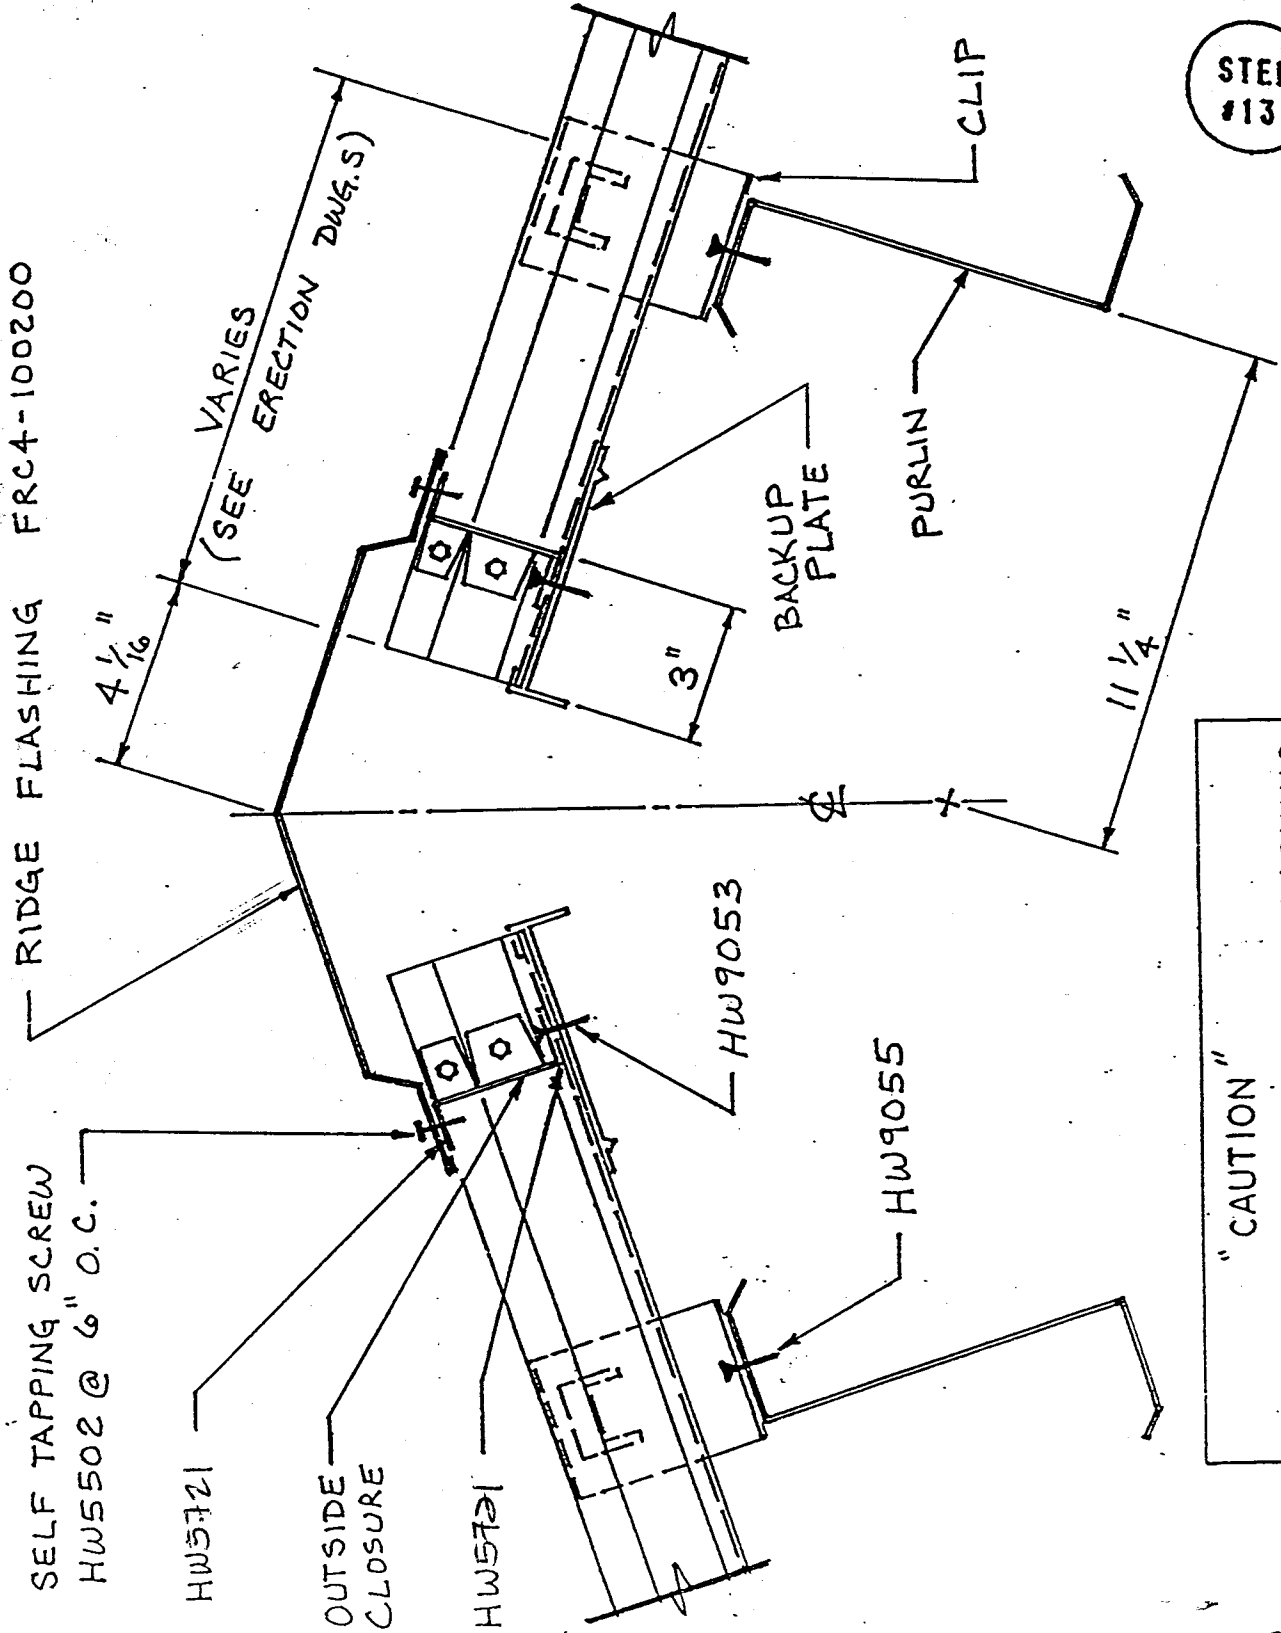 RIDGE FLASHING FRC4-100200
SELF TAPPING SCREW
HW5502 @ 6" O.C.
HW5721
OUTSIDE
CLOSURE
HW5721
4 1/16"
VARIES
(SEE ERECTION DWG.S)
HW9053
HW9055
3"
BACKUP
PLATE
PURLIN
CLIP
11 1/4"
℄
"CAUTION"
#13